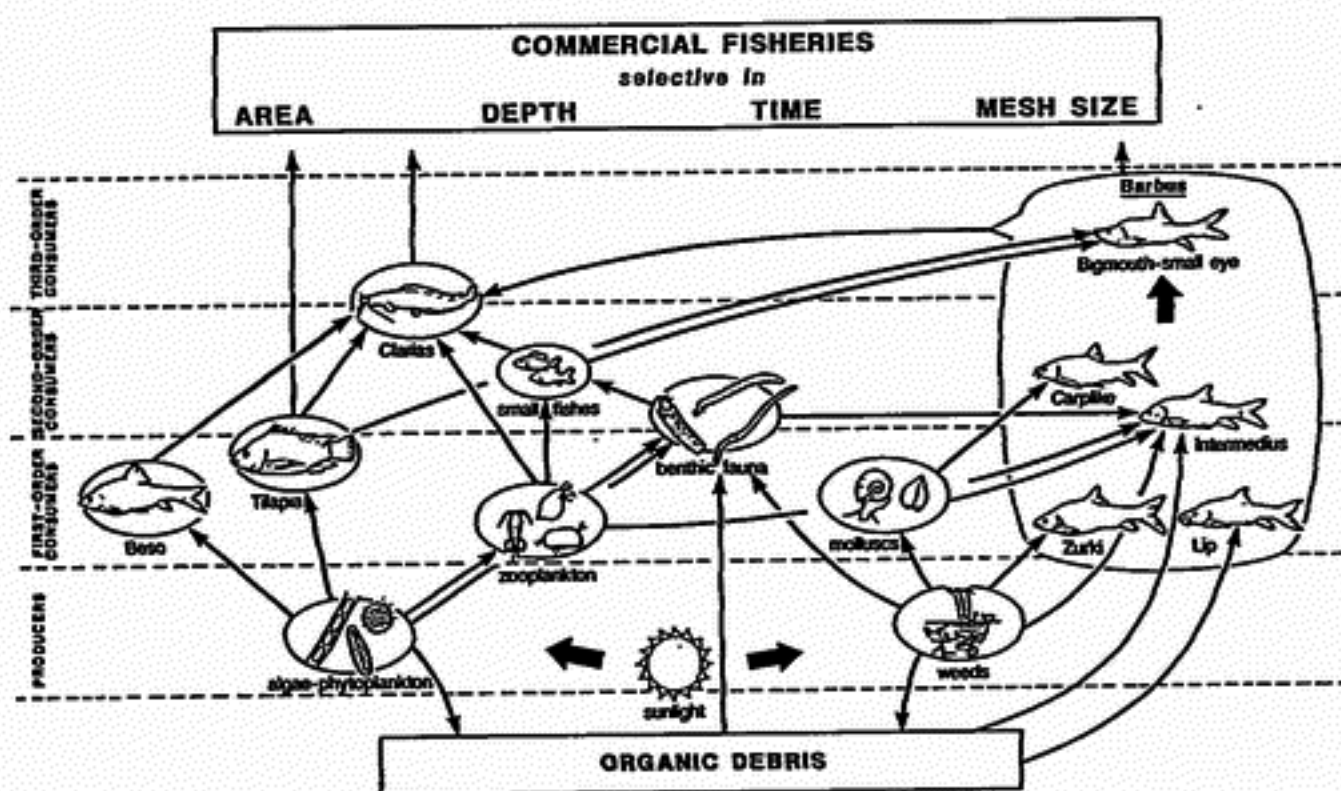 COMMERCIAL FISHERIES
selective in
AREA DEPTH TIME MESH SIZE
THIRD-ORDER
CONSUMERS
Barbus
Bigmouth-small eye
SECOND-ORDER
CONSUMERS
Clarias
small fishes
Carplike
Intermedius
benthic fauna
FIRST-ORDER
CONSUMERS
Beso
Tilapia
zooplankton
molluscs
Zurki
Lip
PRODUCERS
algae-phytoplankton
sunlight
weeds
ORGANIC DEBRIS